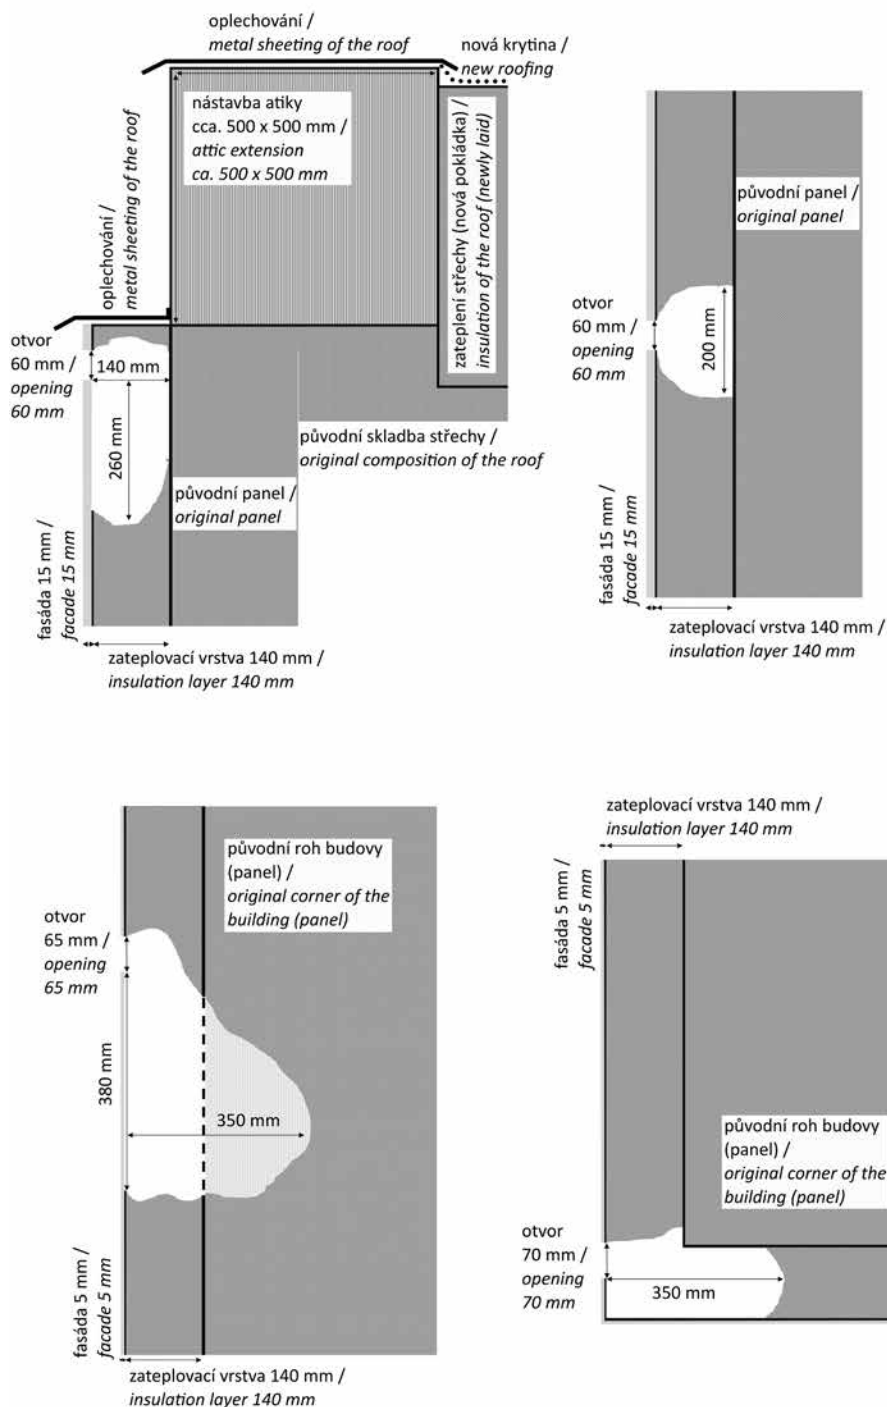 oplechování /
metal sheeting of the roof
nová krytina /
new roofing
nástavba atiky
cca. 500 x 500 mm /
attic extension
ca. 500 x 500 mm
zateplení střechy (nová pokládka) /
insulation of the roof (newly laid)
oplechování /
metal sheeting of the roof
otvor
60 mm /
opening
60 mm
140 mm
260 mm
původní skladba střechy /
original composition of the roof
původní panel /
original panel
fasáda 15 mm /
facade 15 mm
zateplovací vrstva 140 mm /
insulation layer 140 mm
původní panel /
original panel
otvor
60 mm /
opening
60 mm
200 mm
fasáda 15 mm /
facade 15 mm
zateplovací vrstva 140 mm /
insulation layer 140 mm
původní roh budovy
(panel) /
original corner of the
building (panel)
otvor
65 mm /
opening
65 mm
380 mm
350 mm
fasáda 5 mm /
facade 5 mm
zateplovací vrstva 140 mm /
insulation layer 140 mm
zateplovací vrstva 140 mm /
insulation layer 140 mm
fasáda 5 mm /
facade 5 mm
původní roh budovy
(panel) /
original corner of the
building (panel)
otvor
70 mm /
opening
70 mm
350 mm